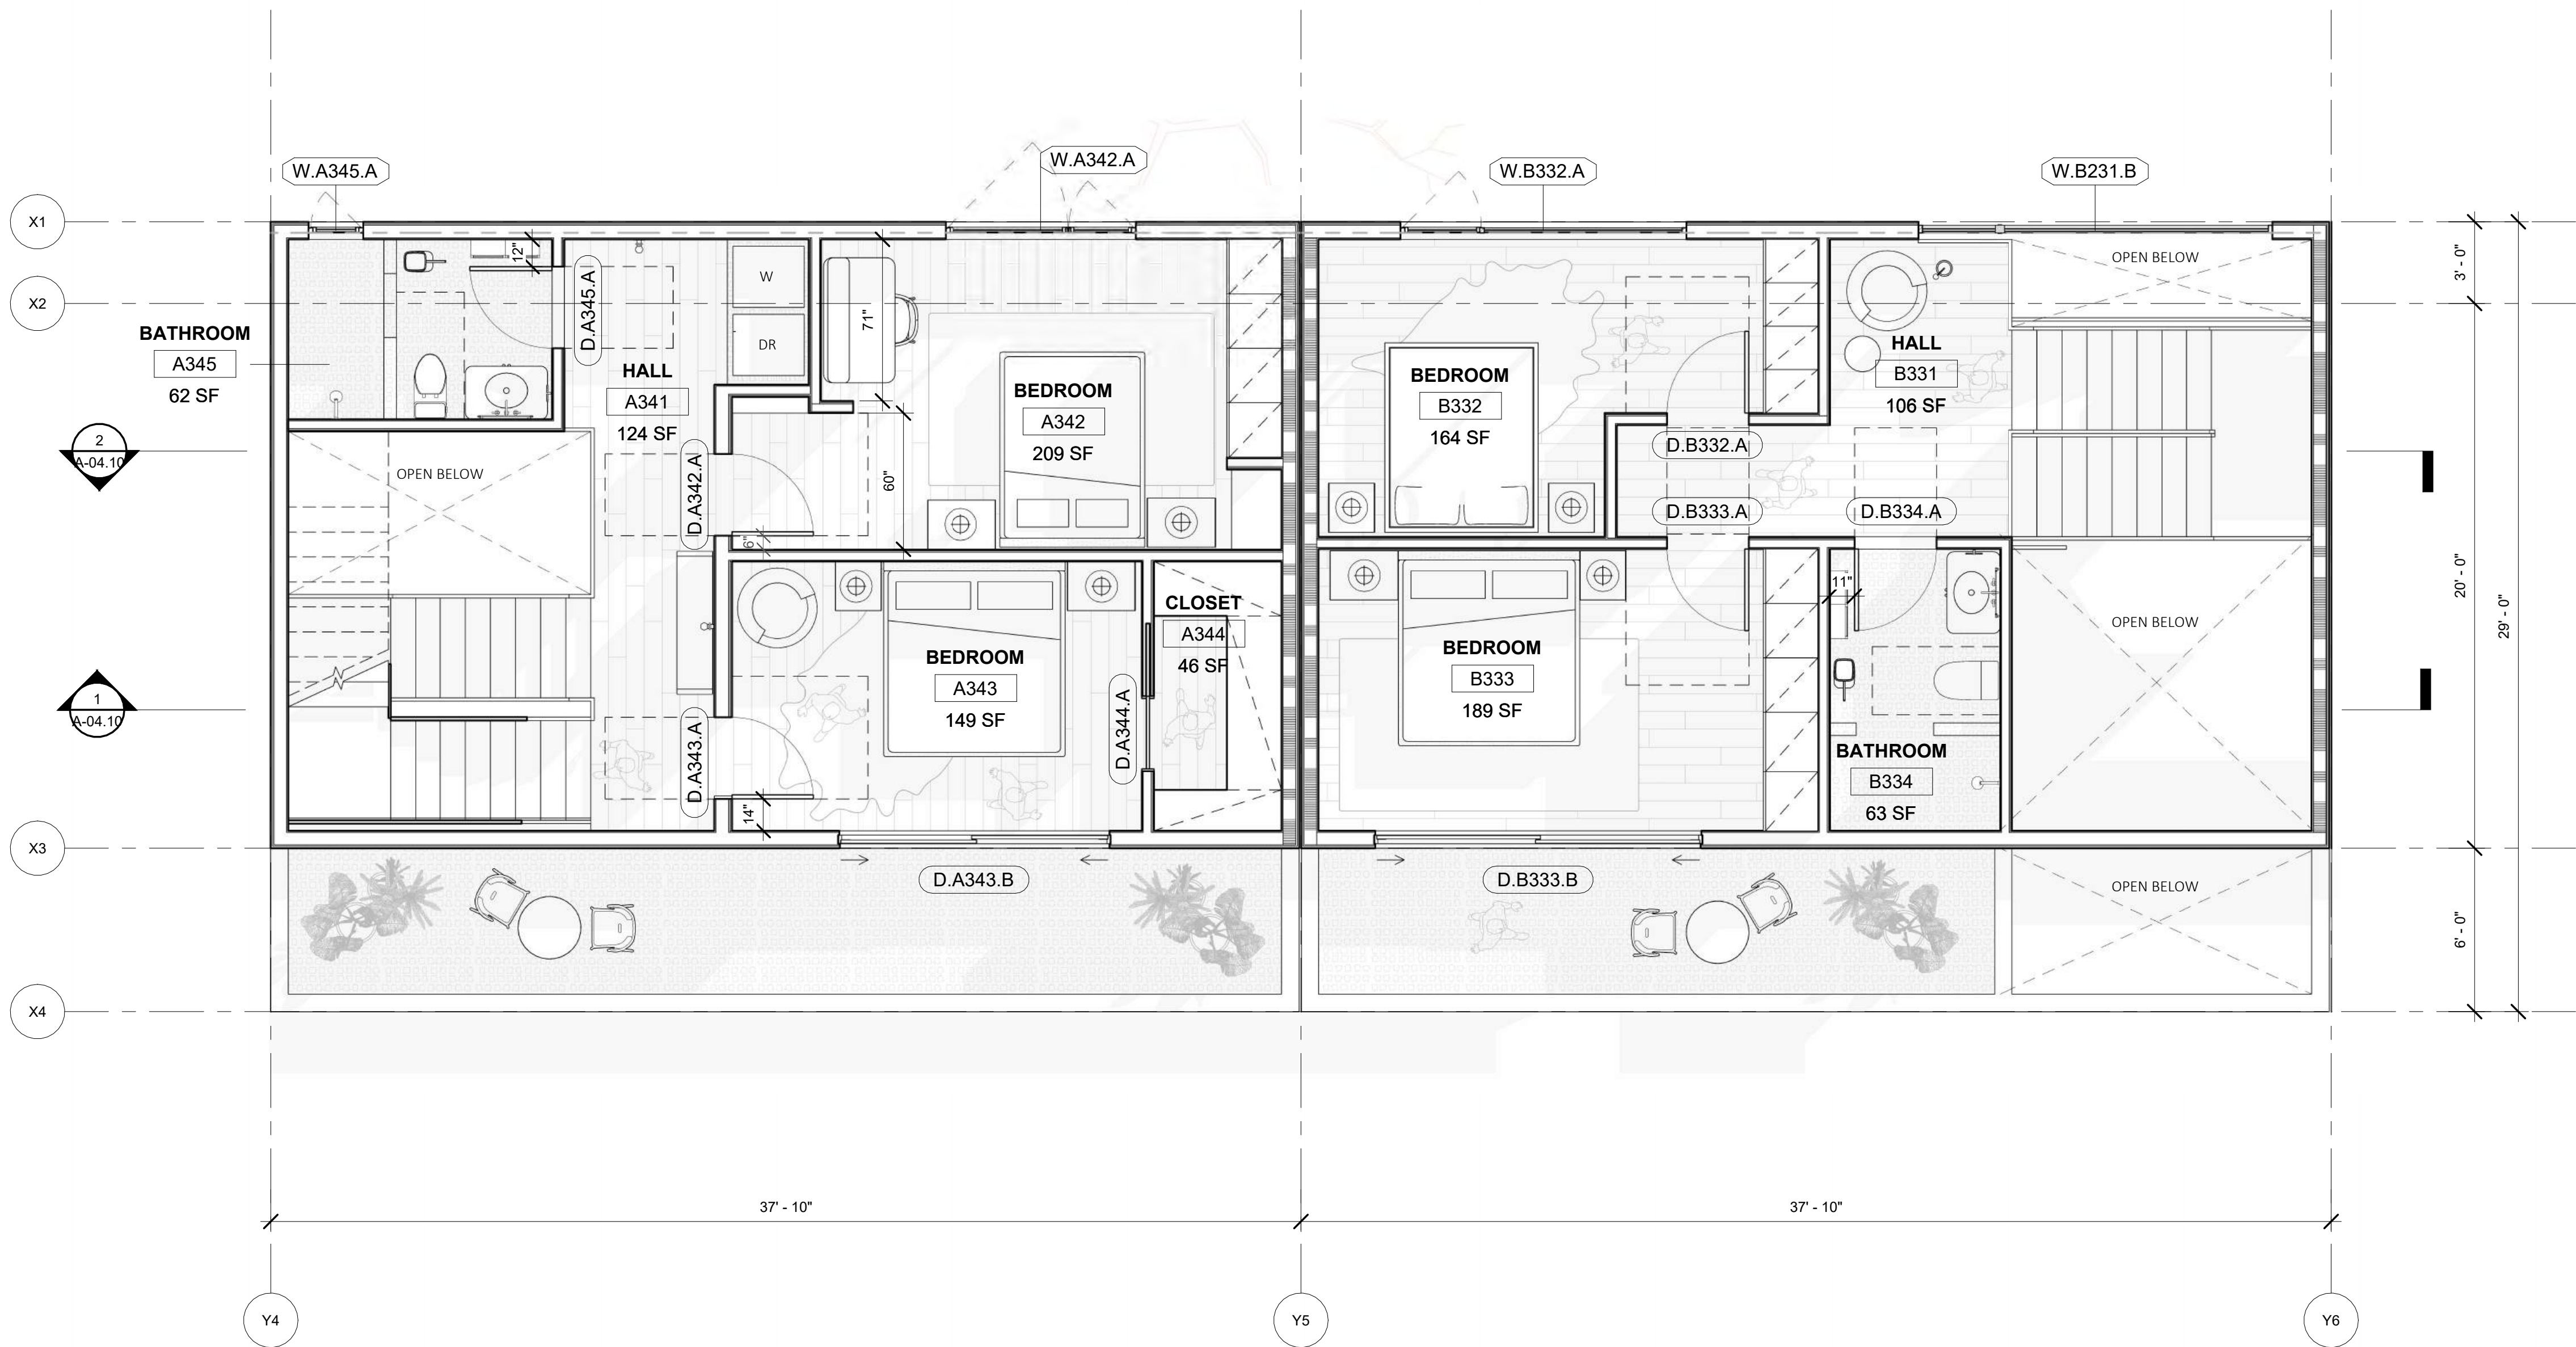 W.A345.A
W.A342.A
W.B332.A
W.B231.B
X1
X2
X3
X4
BATHROOM
A345
62 SF
12"
D.A345.A
W
DR
71"
HALL
A341
124 SF
BEDROOM
A342
209 SF
D.A342.A
60"
6"
OPEN BELOW
2
A-04.10
1
A-04.10
BEDROOM
A343
149 SF
D.A343.A
14"
CLOSET
A344
46 SF
D.A344.A
D.A343.B
BEDROOM
B332
164 SF
D.B332.A
HALL
B331
106 SF
OPEN BELOW
D.B333.A
D.B334.A
11"
BEDROOM
B333
189 SF
BATHROOM
B334
63 SF
OPEN BELOW
D.B333.B
OPEN BELOW
3' - 0"
20' - 0"
29' - 0"
6' - 0"
37' - 10"
37' - 10"
Y4
Y5
Y6